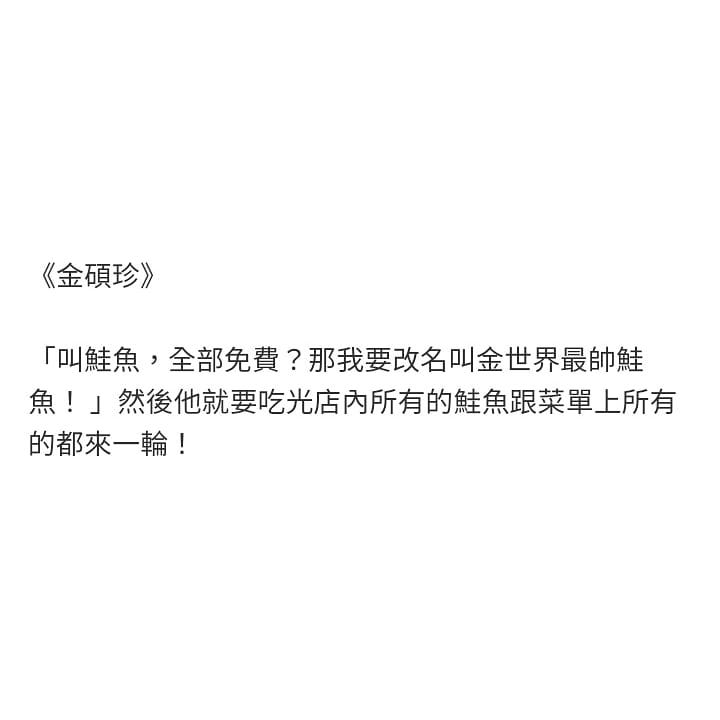 《金碩珍》
「叫鮭魚，全部免費？那我要改名叫金世界最帥鮭
魚！」然後他就要吃光店內所有的鮭魚跟菜單上所有
的都來一輪！